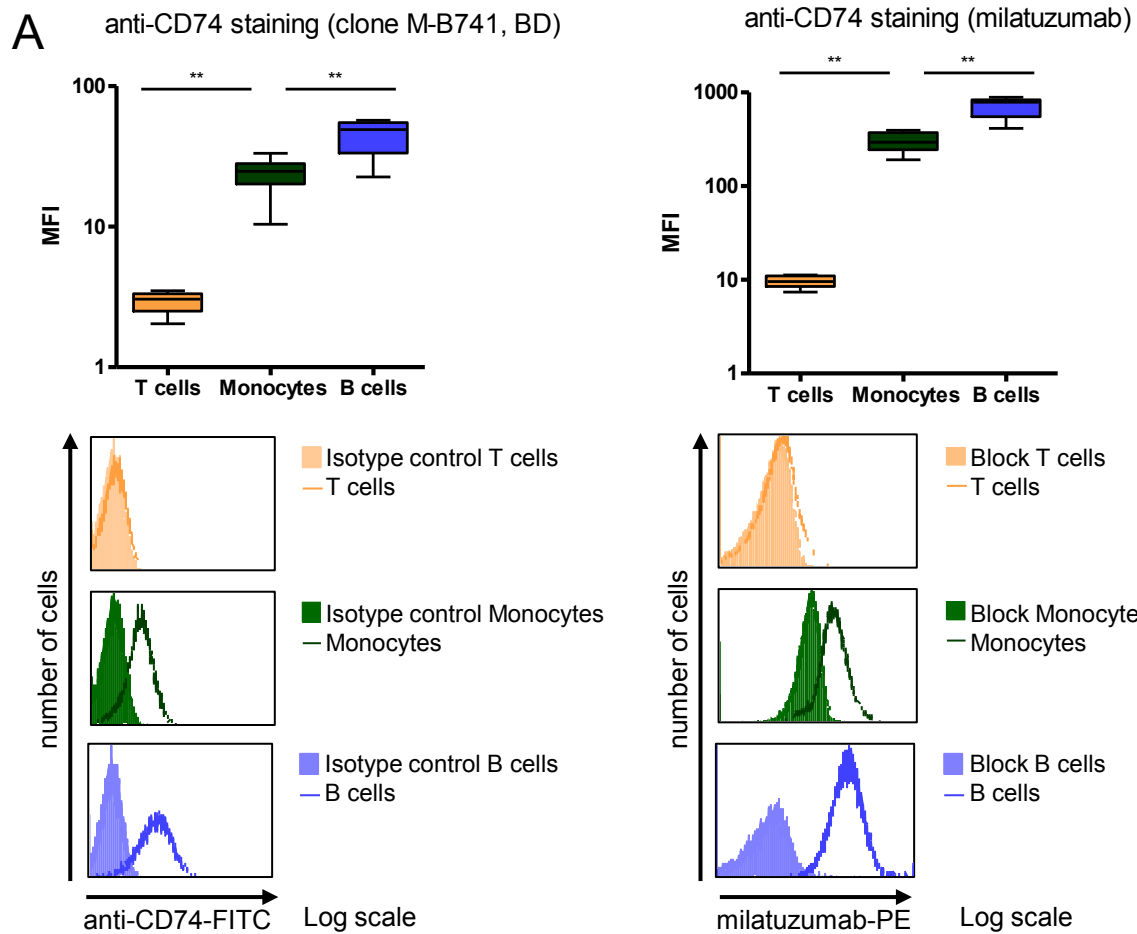 A
anti-CD74 staining (clone M-B741, BD)
**
**
100
10
1
MFI
T cells
Monocytes
B cells
anti-CD74 staining (milatuzumab)
**
**
1000
100
10
1
MFI
T cells
Monocytes
B cells
number of cells
Isotype control T cells
T cells
Isotype control Monocytes
Monocytes
Isotype control B cells
B cells
anti-CD74-FITC
Log scale
number of cells
Block T cells
T cells
Block Monocyte
Monocytes
Block B cells
B cells
milatuzumab-PE
Log scale